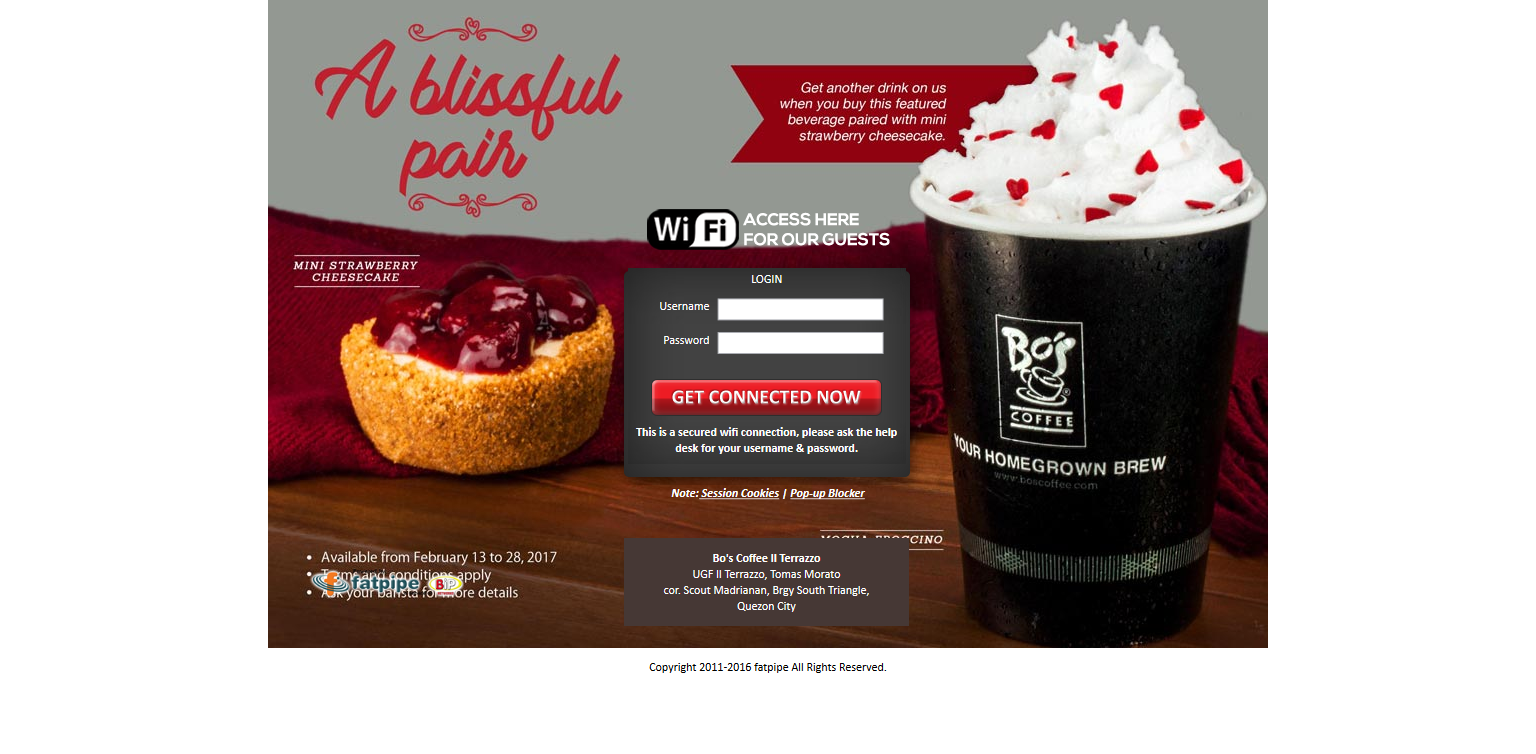 A blissful
pair
Get another drink on us
when you buy this featured
beverage paired with mini
strawberry cheesecake.
WiFi ACCESS HERE
FOR OUR GUESTS
MINI STRAWBERRY
CHEESECAKE
LOGIN
Username
Password
GET CONNECTED NOW
This is a secured wifi connection, please ask the help
desk for your username & password.
Note: Session Cookies | Pop-up Blocker
Bo's
COFFEE
YOUR HOMEGROWN BREW
www.boscoffee.com
MOCHA FROCCINO
• Available from February 13 to 28, 2017
• Terms and conditions apply
• Ask your barista for more details
fatpipe
Bo's Coffee II Terrazzo
UGF II Terrazzo, Tomas Morato
cor. Scout Madrianan, Brgy South Triangle,
Quezon City
Copyright 2011-2016 fatpipe All Rights Reserved.